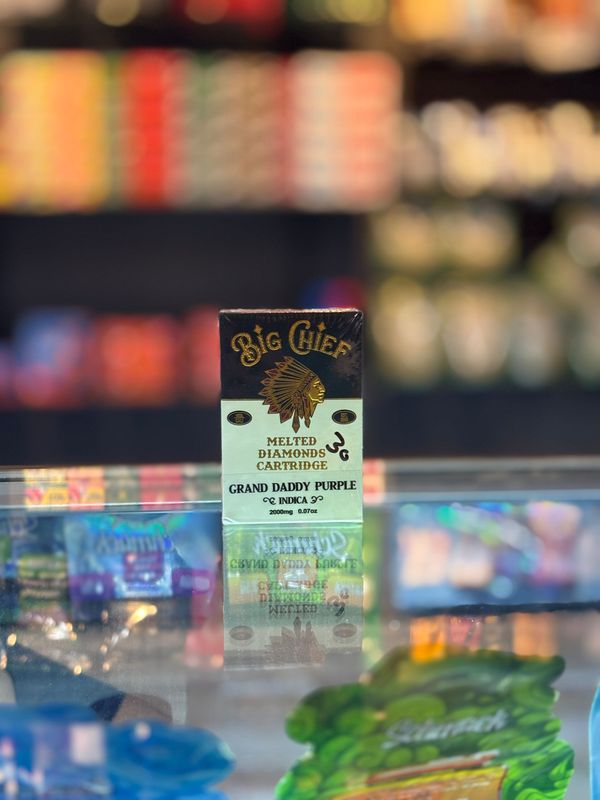 BIG CHIEF
MELTED
DIAMONDS
CARTRIDGE
3G
GRAND DADDY PURPLE
INDICA
2000mg 0.07oz